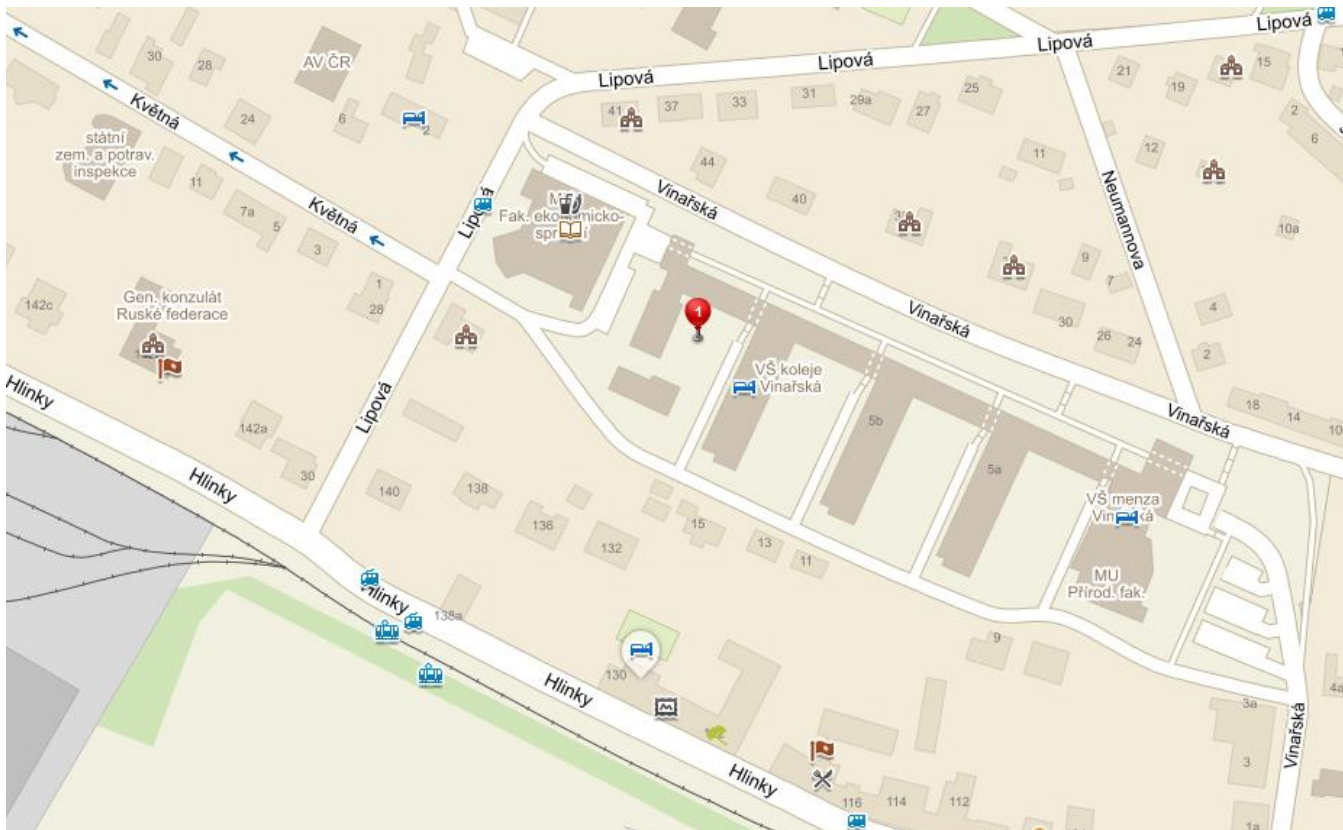 Lipová
Lipová
Lipová
Lipová
30
28
AV ČR
21
19
15
2
6
41
37
33
31
29a
27
25
Květná
24
6
2
státní
zem. a potrav.
inspekce
44
Vinařská
40
11
12
Neumannova
10a
11
7a
5
3
Květná
Lipová
Fak.
9
7
4
142c
Gen. konzulát
Ruské federace
1
28
1
Vinařská
30
26
24
2
VŠ koleje
Vinařská
Hlinky
Lipová
5b
Vinařská
18
14
10
142a
30
5a
Hlinky
140
138
136
132
15
13
11
VŠ menza
MU
Přírod. fak.
Hlinky
138a
9
130
Hlinky
4a
3a
3
Vinařská
Hlinky
116
114
112
1a